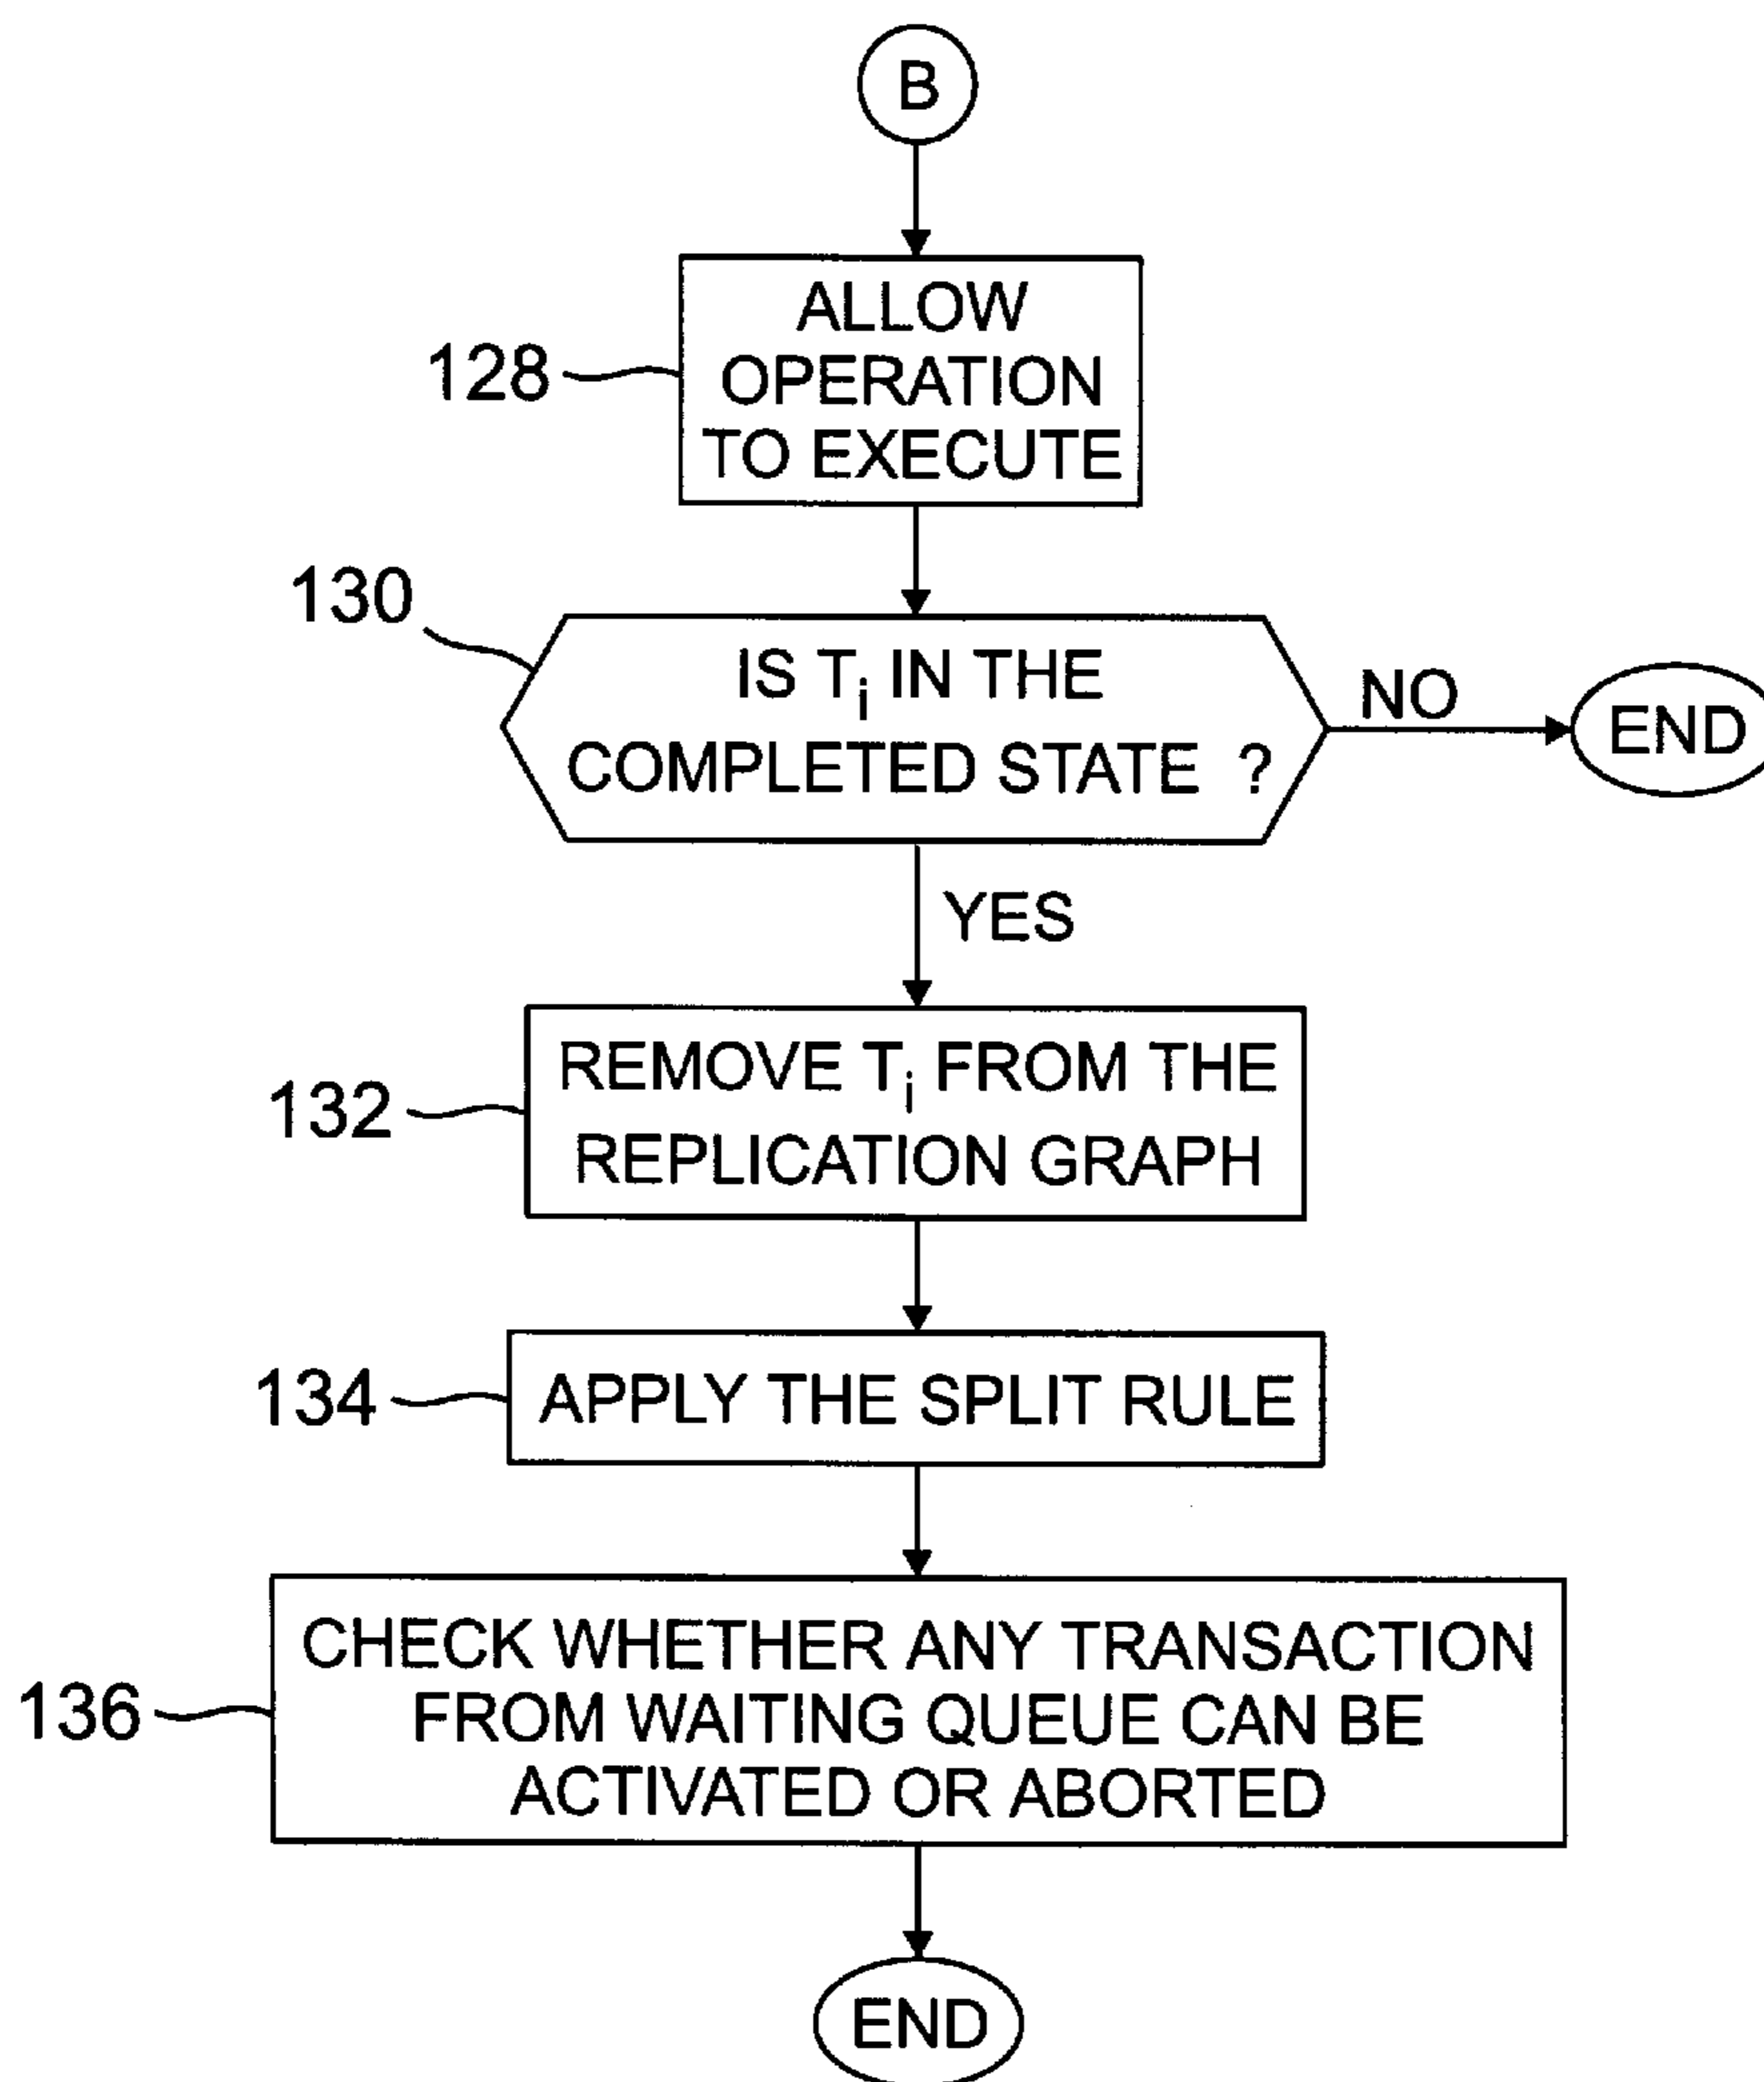 B
128
ALLOW
OPERATION
TO EXECUTE
130
IS Ti IN THE
COMPLETED STATE ?
NO
END
YES
132
REMOVE Ti FROM THE
REPLICATION GRAPH
134
APPLY THE SPLIT RULE
136
CHECK WHETHER ANY TRANSACTION
FROM WAITING QUEUE CAN BE
ACTIVATED OR ABORTED
END